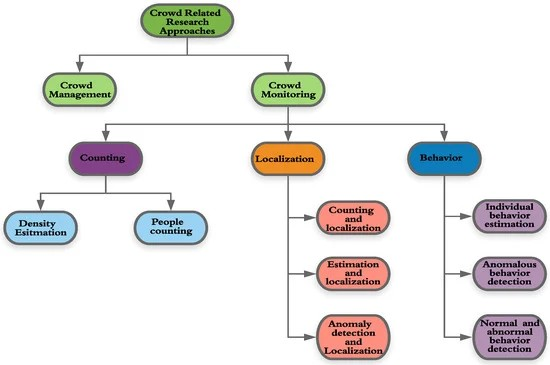 Crowd Related
Research
Approaches
Crowd
Management
Crowd
Monitoring
Counting
Localization
Behavior
Density
Esitmation
People
counting
Counting
and
localization
Estimation
and
localization
Anomaly
detection
and
Localization
Individual
behavior
estimation
Anomalous
behavior
detection
Normal and
abnormal
behavior
detection